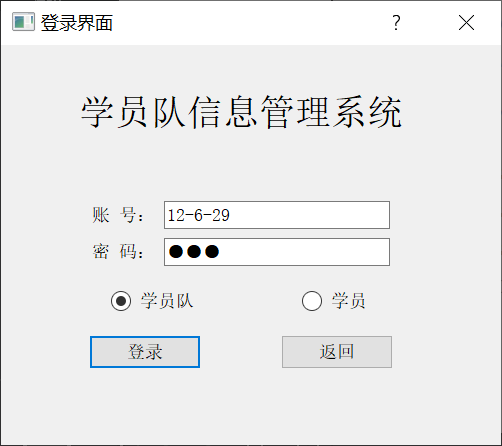 登录界面 ?
学员队信息管理系统
账 号: 12-6-29
密 码: ●●●
学员队 学员
登录 返回